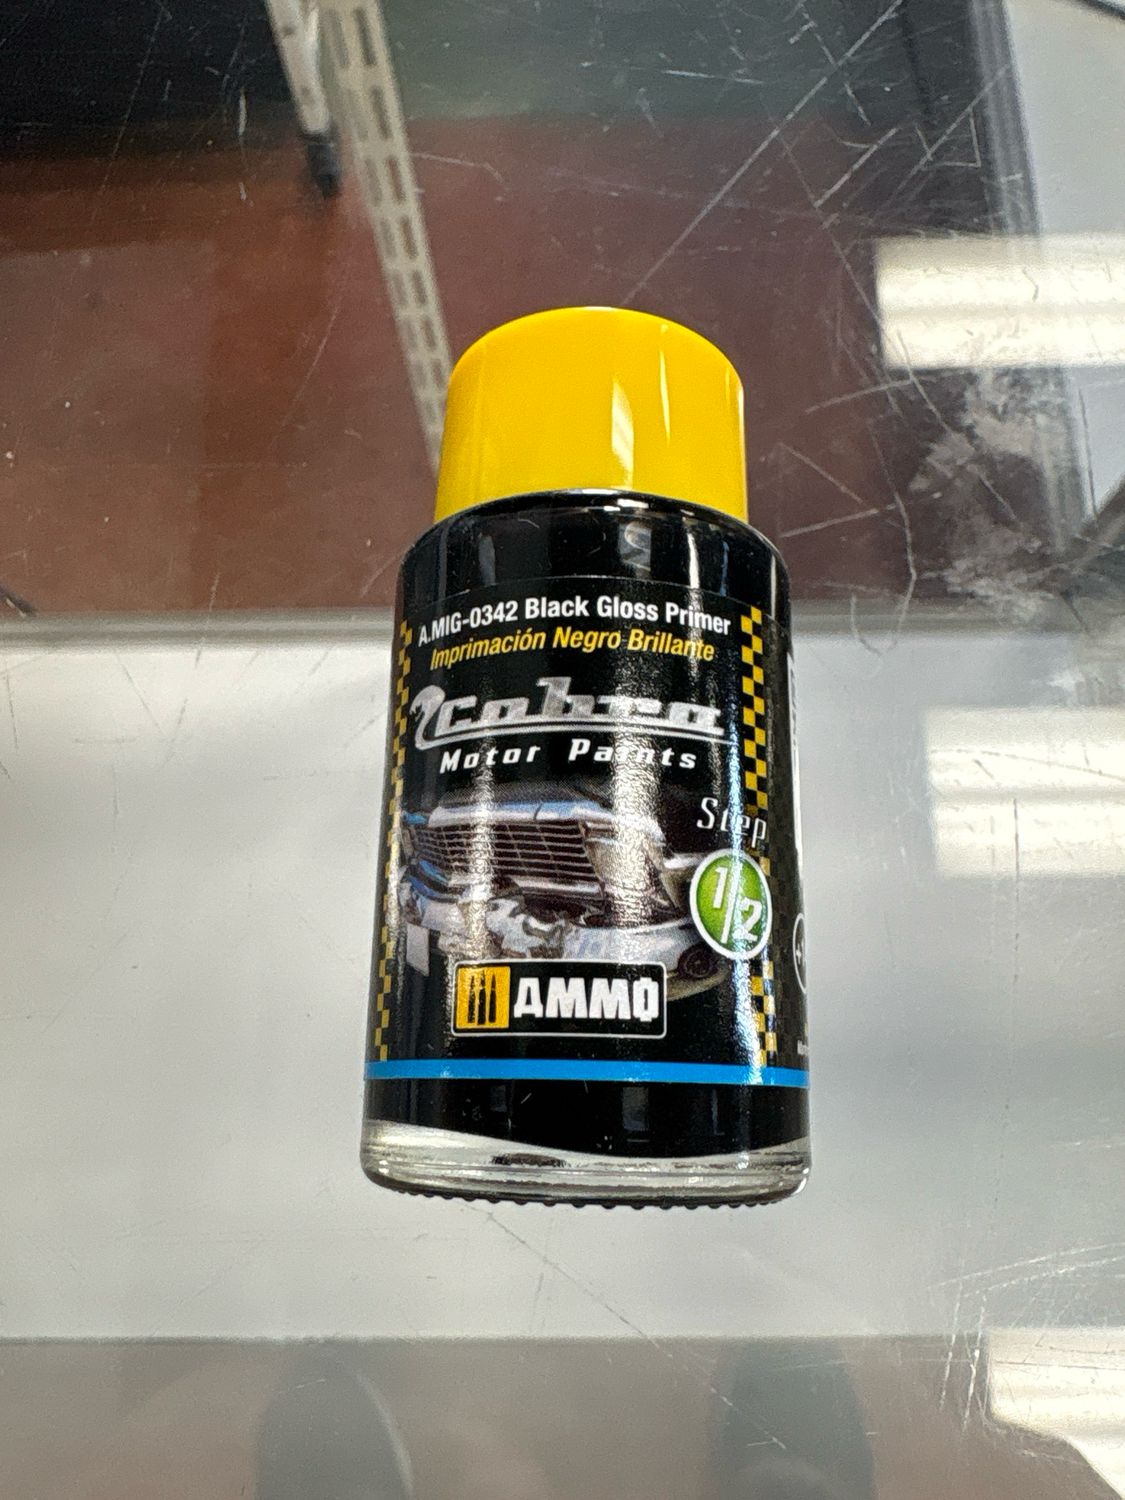 A.MIG-0342 Black Gloss Primer
Imprimación Negro Brillante
Cobra
Motor Paints
Step
1/2
AMMO